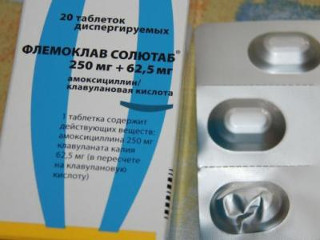 20 таблеток
диспергируемых
ФЛЕМОКЛАВ СОЛЮТАБ®
250 мг + 62,5 мг
амоксициллин/
клавулановая кислота
1 таблетка содержит
действующих веществ:
амоксициллина 250 мг
клавуланата калия
62,5 мг (в пересчете
на клавулановую
кислоту)